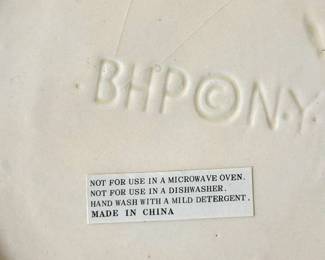 BHP©N.Y.
NOT FOR USE IN A MICROWAVE OVEN.
NOT FOR USE IN A DISHWASHER.
HAND WASH WITH A MILD DETERGENT.
MADE IN CHINA